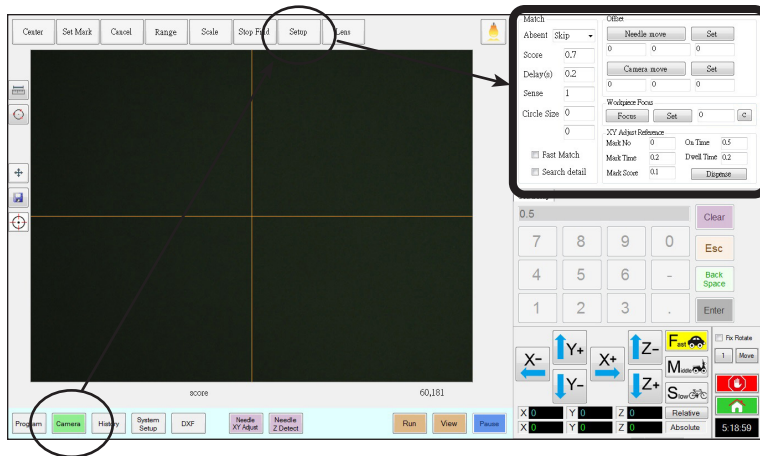 Center Set Mark Cancel Range Scale Stop Find Setup Lens
Match
Absent Skip
Score 0.7
Delay(s) 0.2
Sense 1
Circle Size 0
0
Fast Match
Search detail
Offset
Needle move Set
0 0 0
Camera move Set
0 0 0
Workpiece Focus
Focus Set 0 C
XY Adjust Reference
Mark No 0 On Time 0.5
Mark Time 0.2 Dwell Time 0.2
Mark Score 0.1 Dispense
0.5 Clear
7 8 9 0 Esc
4 5 6 - Back Space
1 2 3 . Enter
X- Y+ X+ Z- Fast
Y- Z+ Middle
Slow
Fix Rotate
1 Move
X 0 Y 0 Z 0 Relative
X 0 Y 0 Z 0 Absolute
5:18:59
score 60,181
Program Camera History System Setup DXF Needle XY Adjust Needle Z Detect Run View Pause